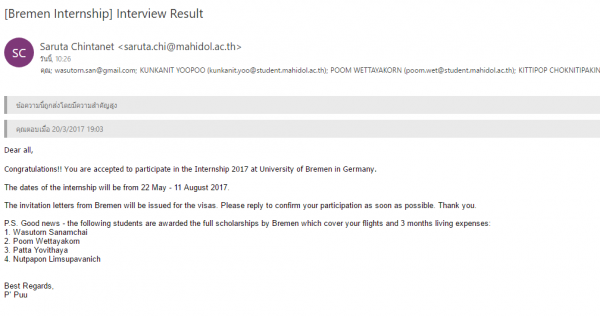 [Bremen Internship] Interview Result
SC
Saruta Chintanet <saruta.chi@mahidol.ac.th>
วันนี้, 10:26
คุณ; wasutorn.san@gmail.com; KUNKANIT YOOPOO (kunkanit.yoo@student.mahidol.ac.th); POOM WETTAYAKORN (poom.wet@student.mahidol.ac.th); KITTIPOP CHOKNITIPAKIN
ข้อความนี้ถูกส่งโดยมีความสำคัญสูง
คุณตอบเมื่อ 20/3/2017 19:03
Dear all,
Congratulations!! You are accepted to participate in the Internship 2017 at University of Bremen in Germany.
The dates of the internship will be from 22 May - 11 August 2017.
The invitation letters from Bremen will be issued for the visas. Please reply to confirm your participation as soon as possible. Thank you.
P.S. Good news - the following students are awarded the full scholarships by Bremen which cover your flights and 3 months living expenses:
1. Wasutorn Sanamchai
2. Poom Wettayakorn
3. Patta Yovithaya
4. Nutpapon Limsupavanich
Best Regards,
P' Puu